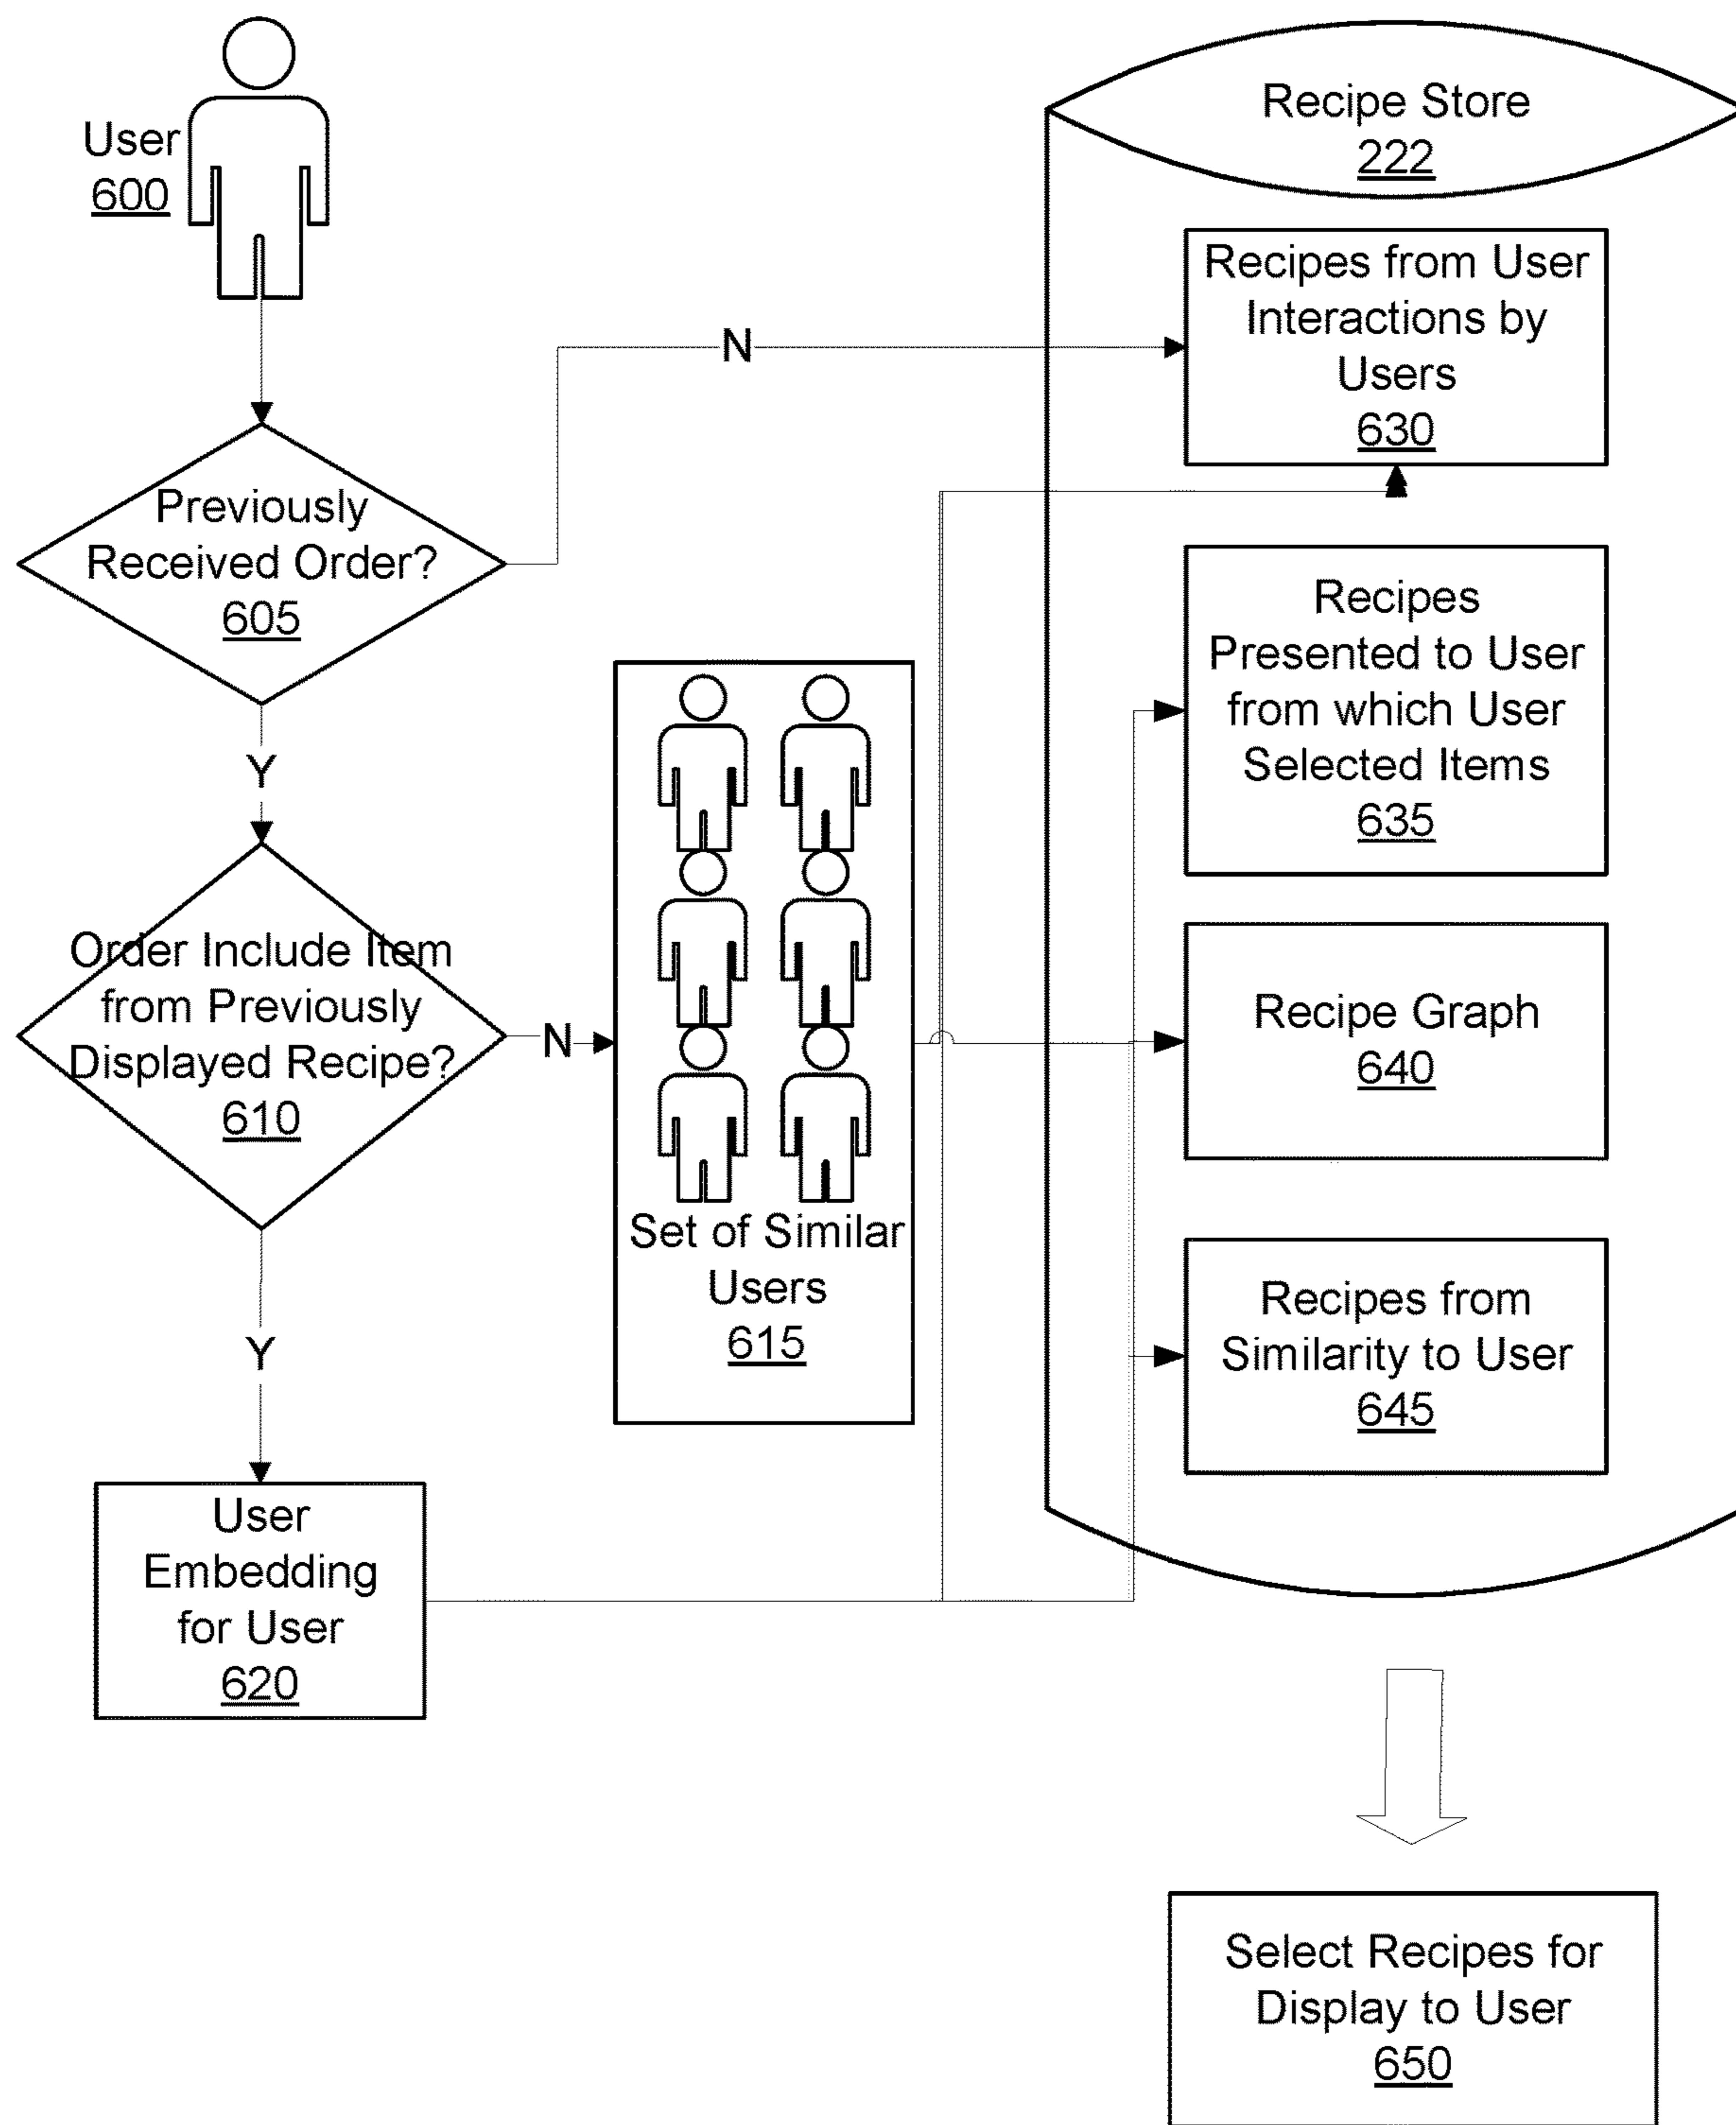 User
600
Previously
Received Order?
605
Y
N
Order Include Item
from Previously
Displayed Recipe?
610
N
Y
User
Embedding
for User
620
Set of Similar
Users
615
Recipe Store
222
Recipes from User
Interactions by
Users
630
Recipes
Presented to User
from which User
Selected Items
635
Recipe Graph
640
Recipes from
Similarity to User
645
Select Recipes for
Display to User
650